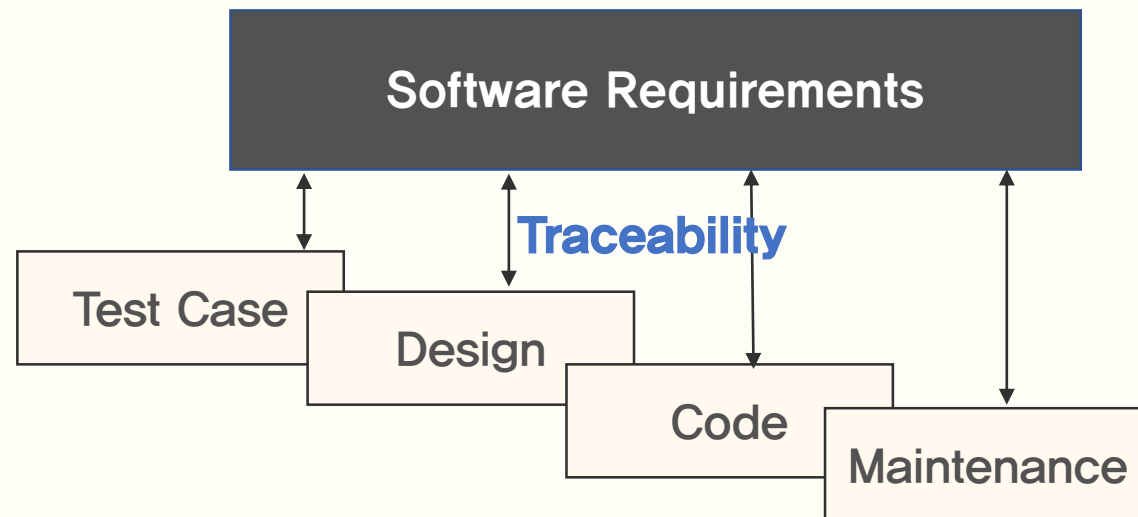 Software Requirements
Traceability
Test Case
Design
Code
Maintenance